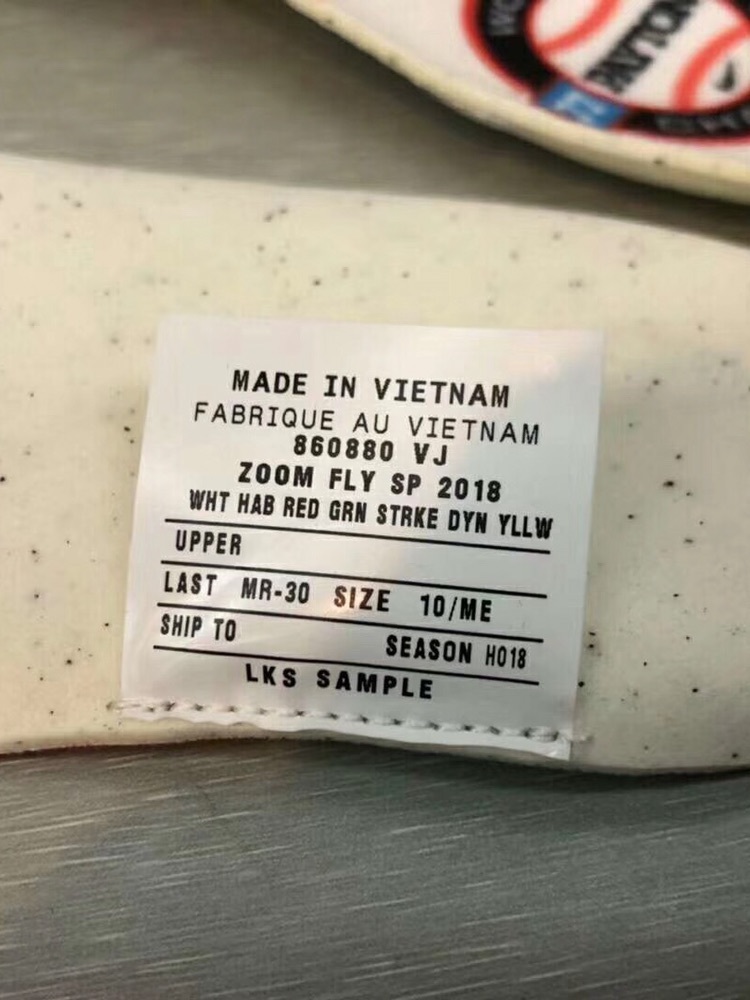 PAYTON
MADE IN VIETNAM
FABRIQUE AU VIETNAM
860880 VJ
ZOOM FLY SP 2018
WHT HAB RED GRN STRKE DYN YLLW
UPPER
LAST MR-30 SIZE 10/ME
SHIP TO
SEASON HO18
LKS SAMPLE